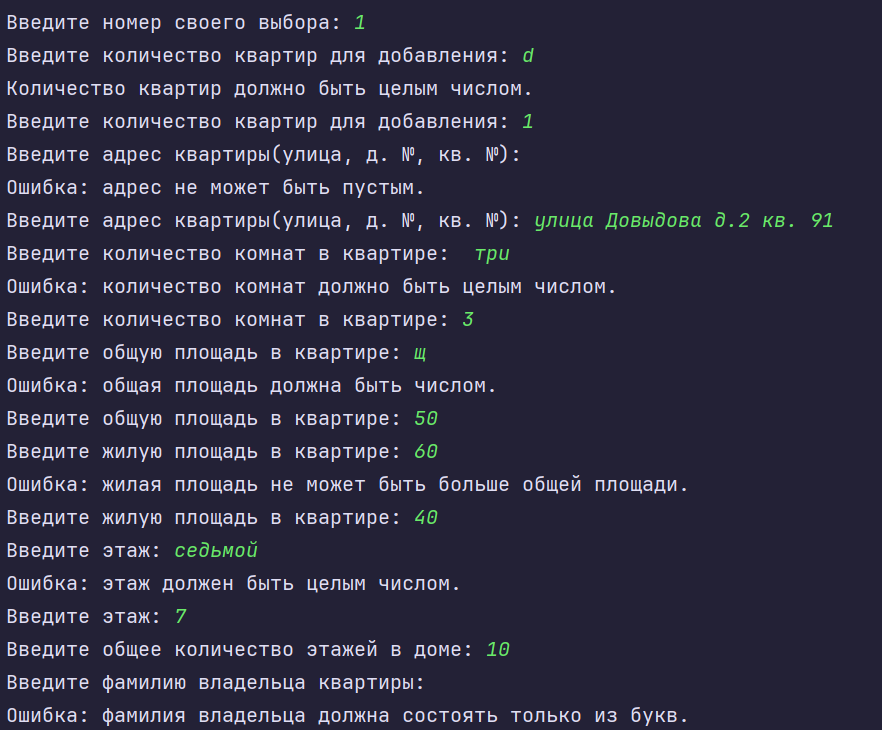 Введите номер своего выбора: 1
Введите количество квартир для добавления: d
Количество квартир должно быть целым числом.
Введите количество квартир для добавления: 1
Введите адрес квартиры(улица, д. №, кв. №):
Ошибка: адрес не может быть пустым.
Введите адрес квартиры(улица, д. №, кв. №): улица Довыдова д.2 кв. 91
Введите количество комнат в квартире:  три
Ошибка: количество комнат должно быть целым числом.
Введите количество комнат в квартире: 3
Введите общую площадь в квартире: щ
Ошибка: общая площадь должна быть числом.
Введите общую площадь в квартире: 50
Введите жилую площадь в квартире: 60
Ошибка: жилая площадь не может быть больше общей площади.
Введите жилую площадь в квартире: 40
Введите этаж: седьмой
Ошибка: этаж должен быть целым числом.
Введите этаж: 7
Введите общее количество этажей в доме: 10
Введите фамилию владельца квартиры:
Ошибка: фамилия владельца должна состоять только из букв.